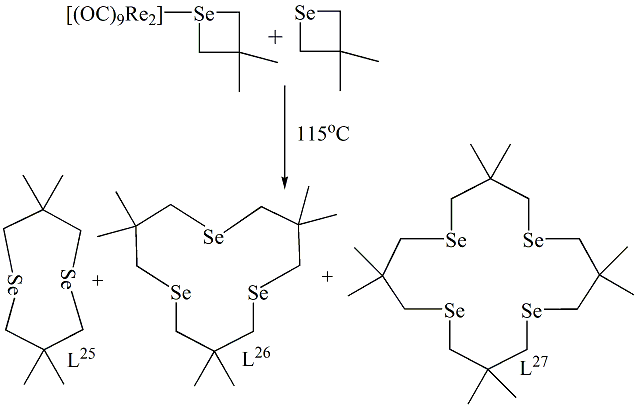 [(OC)₉Re₂] Se + Se
115°C
Se Se + Se Se Se + Se Se Se Se
L²⁵ L²⁶ L²⁷